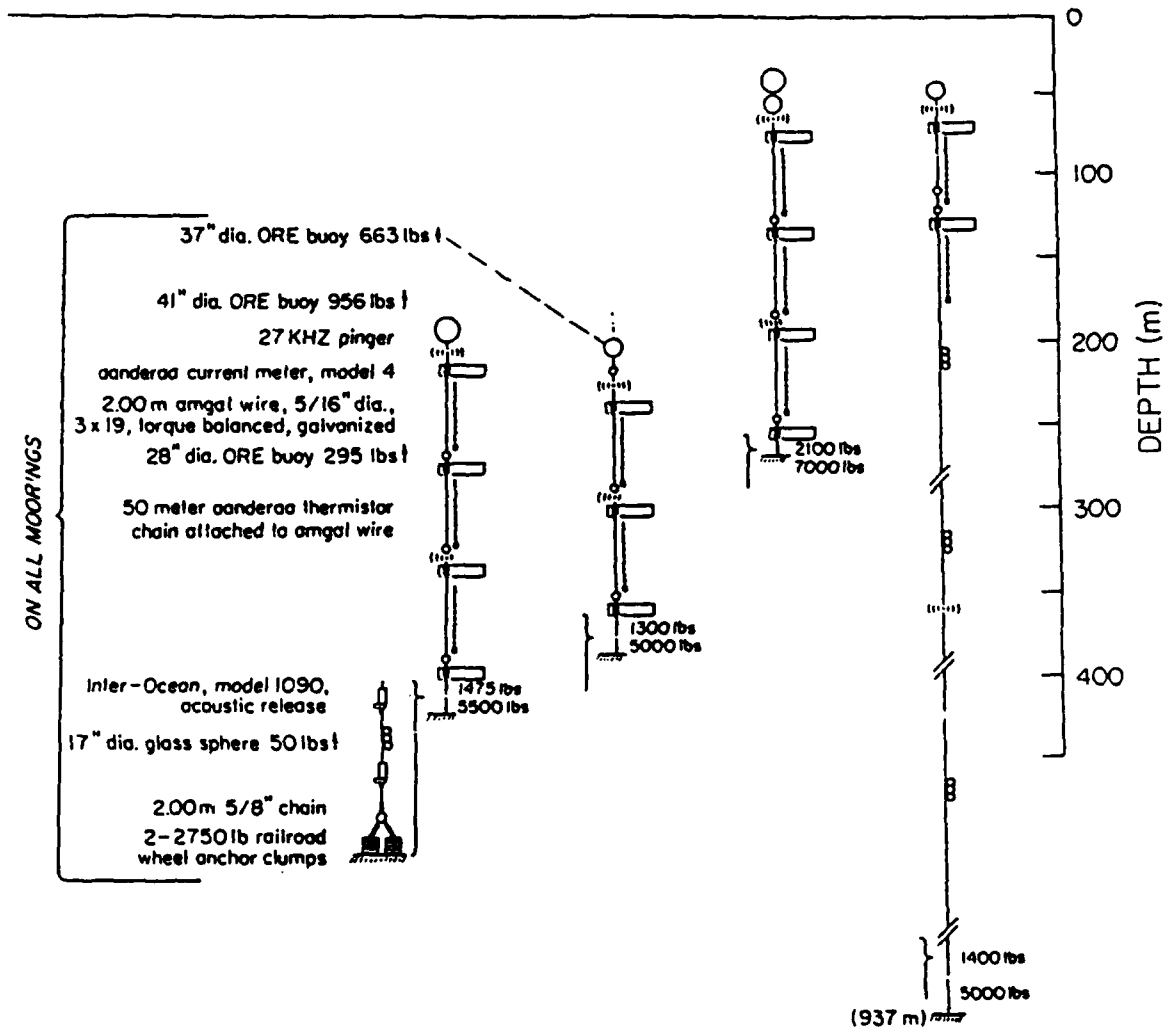 0
100
200
300
400
DEPTH (m)
ON ALL MOOR'NGS
37" dia. ORE buoy 663 lbs ↑
41" dia. ORE buoy 956 lbs ↑
27 KHZ pinger
aanderaa current meter, model 4
2.00 m amgal wire, 5/16" dia.,
3 x 19, torque balanced, galvanized
28" dia. ORE buoy 295 lbs ↑
50 meter aanderaa thermistor
chain attached to amgal wire
Inter-Ocean, model 1090,
acoustic release
17" dia. glass sphere 50 lbs ↑
2.00 m 5/8" chain
2-2750 lb railroad
wheel anchor clumps
1475 lbs
5500 lbs
1300 lbs
5000 lbs
2100 lbs
7000 lbs
1400 lbs
5000 lbs
(937 m)